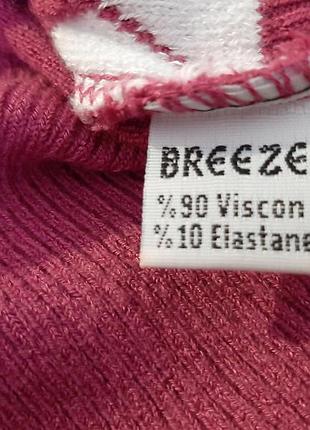 BREEZE
%90 Viscon
%10 Elastane